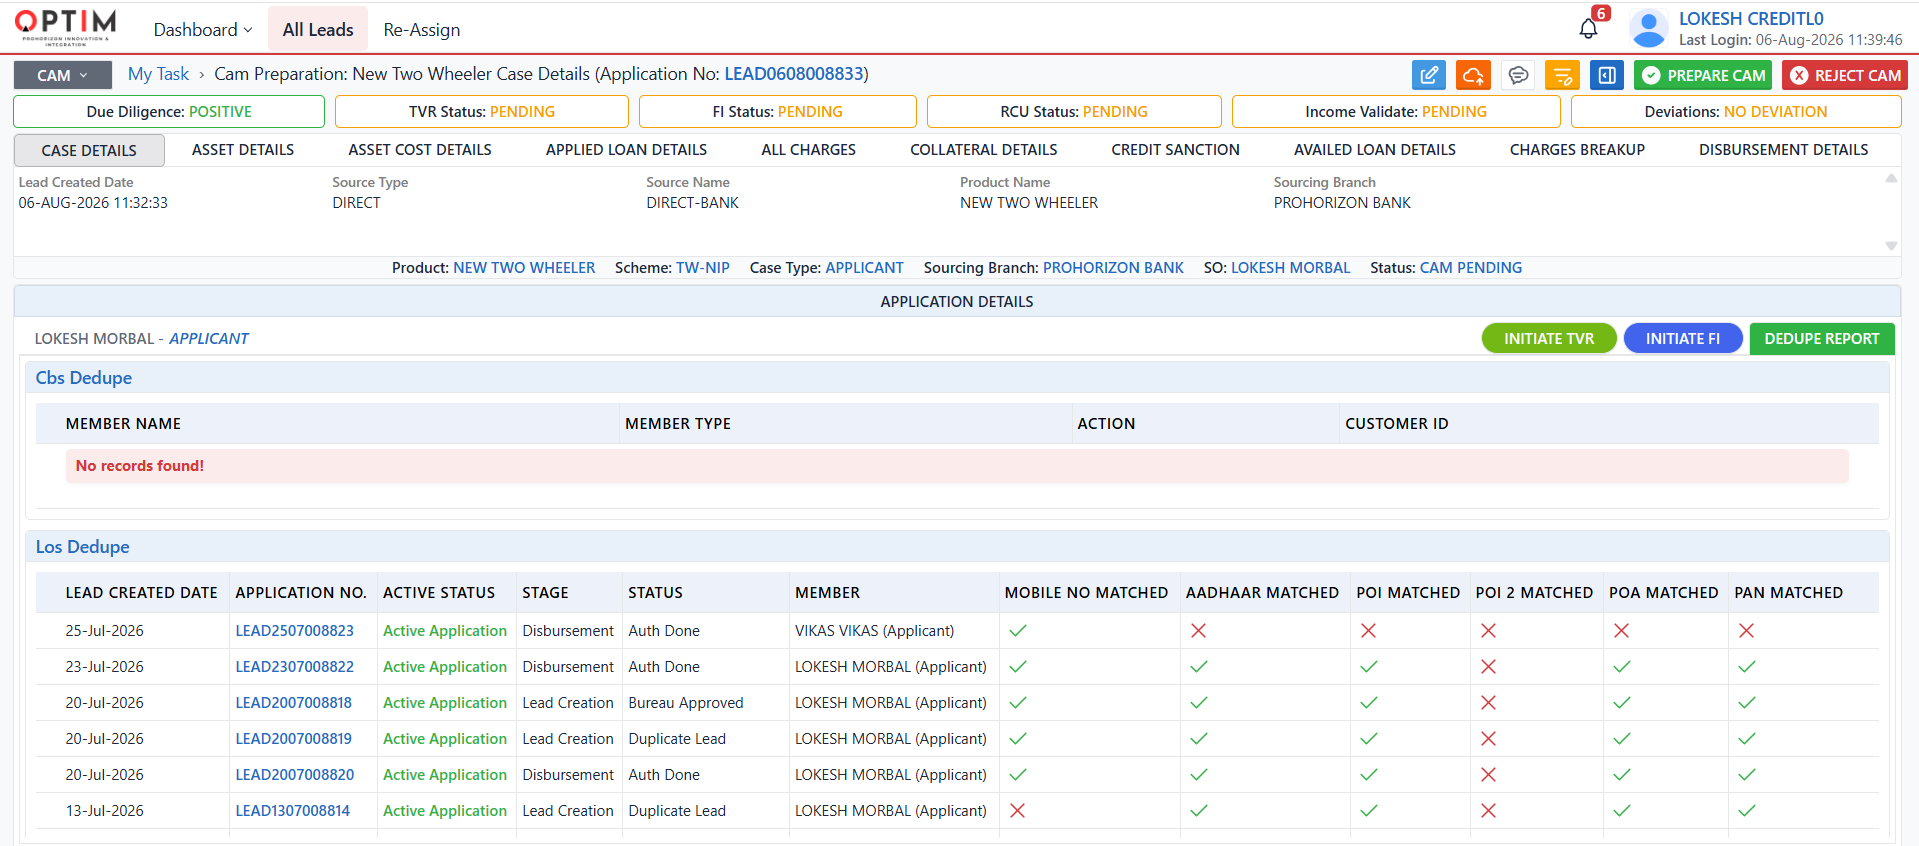 OPTIM
PROHORIZON INNOVATION &
INTEGRATION
Dashboard
All Leads
Re-Assign
6
LOKESH CREDITL0
Last Login: 06-Aug-2026 11:39:46
CAM
My Task › Cam Preparation: New Two Wheeler Case Details (Application No: LEAD0608008833)
PREPARE CAM
REJECT CAM
Due Diligence: POSITIVE
TVR Status: PENDING
FI Status: PENDING
RCU Status: PENDING
Income Validate: PENDING
Deviations: NO DEVIATION
CASE DETAILS
ASSET DETAILS
ASSET COST DETAILS
APPLIED LOAN DETAILS
ALL CHARGES
COLLATERAL DETAILS
CREDIT SANCTION
AVAILED LOAN DETAILS
CHARGES BREAKUP
DISBURSEMENT DETAILS
Lead Created Date
06-AUG-2026 11:32:33
Source Type
DIRECT
Source Name
DIRECT-BANK
Product Name
NEW TWO WHEELER
Sourcing Branch
PROHORIZON BANK
Product: NEW TWO WHEELER Scheme: TW-NIP Case Type: APPLICANT Sourcing Branch: PROHORIZON BANK SO: LOKESH MORBAL Status: CAM PENDING
APPLICATION DETAILS
LOKESH MORBAL - APPLICANT
INITIATE TVR
INITIATE FI
DEDUPE REPORT
Cbs Dedupe
MEMBER NAME MEMBER TYPE ACTION CUSTOMER ID
No records found!
Los Dedupe
LEAD CREATED DATE APPLICATION NO. ACTIVE STATUS STAGE STATUS MEMBER MOBILE NO MATCHED AADHAAR MATCHED POI MATCHED POI 2 MATCHED POA MATCHED PAN MATCHED
25-Jul-2026 LEAD2507008823 Active Application Disbursement Auth Done VIKAS VIKAS (Applicant)
23-Jul-2026 LEAD2307008822 Active Application Disbursement Auth Done LOKESH MORBAL (Applicant)
20-Jul-2026 LEAD2007008818 Active Application Lead Creation Bureau Approved LOKESH MORBAL (Applicant)
20-Jul-2026 LEAD2007008819 Active Application Lead Creation Duplicate Lead LOKESH MORBAL (Applicant)
20-Jul-2026 LEAD2007008820 Active Application Disbursement Auth Done LOKESH MORBAL (Applicant)
13-Jul-2026 LEAD1307008814 Active Application Lead Creation Duplicate Lead LOKESH MORBAL (Applicant)